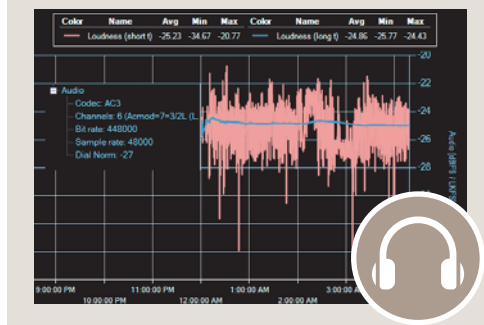 Color Name Avg Min Max Color Name Avg Min Max
Loudness (short t) -25.23 -34.67 -20.77 Loudness (long t) -24.86 -25.77 -24.43
-20
-22
Audio
Codec: AC3
Channels: 6 (Acmod=7=3/2L (L.
Bit rate: 448000
Sample rate: 48000
Dial Norm: -27
-24
-26
-28
Audio [dBFS / LKFS
9:00:00 PM 11:00:00 PM 1:00:00 AM 3:00:00
10:00:00 PM 12:00:00 AM 2:00:00 AM